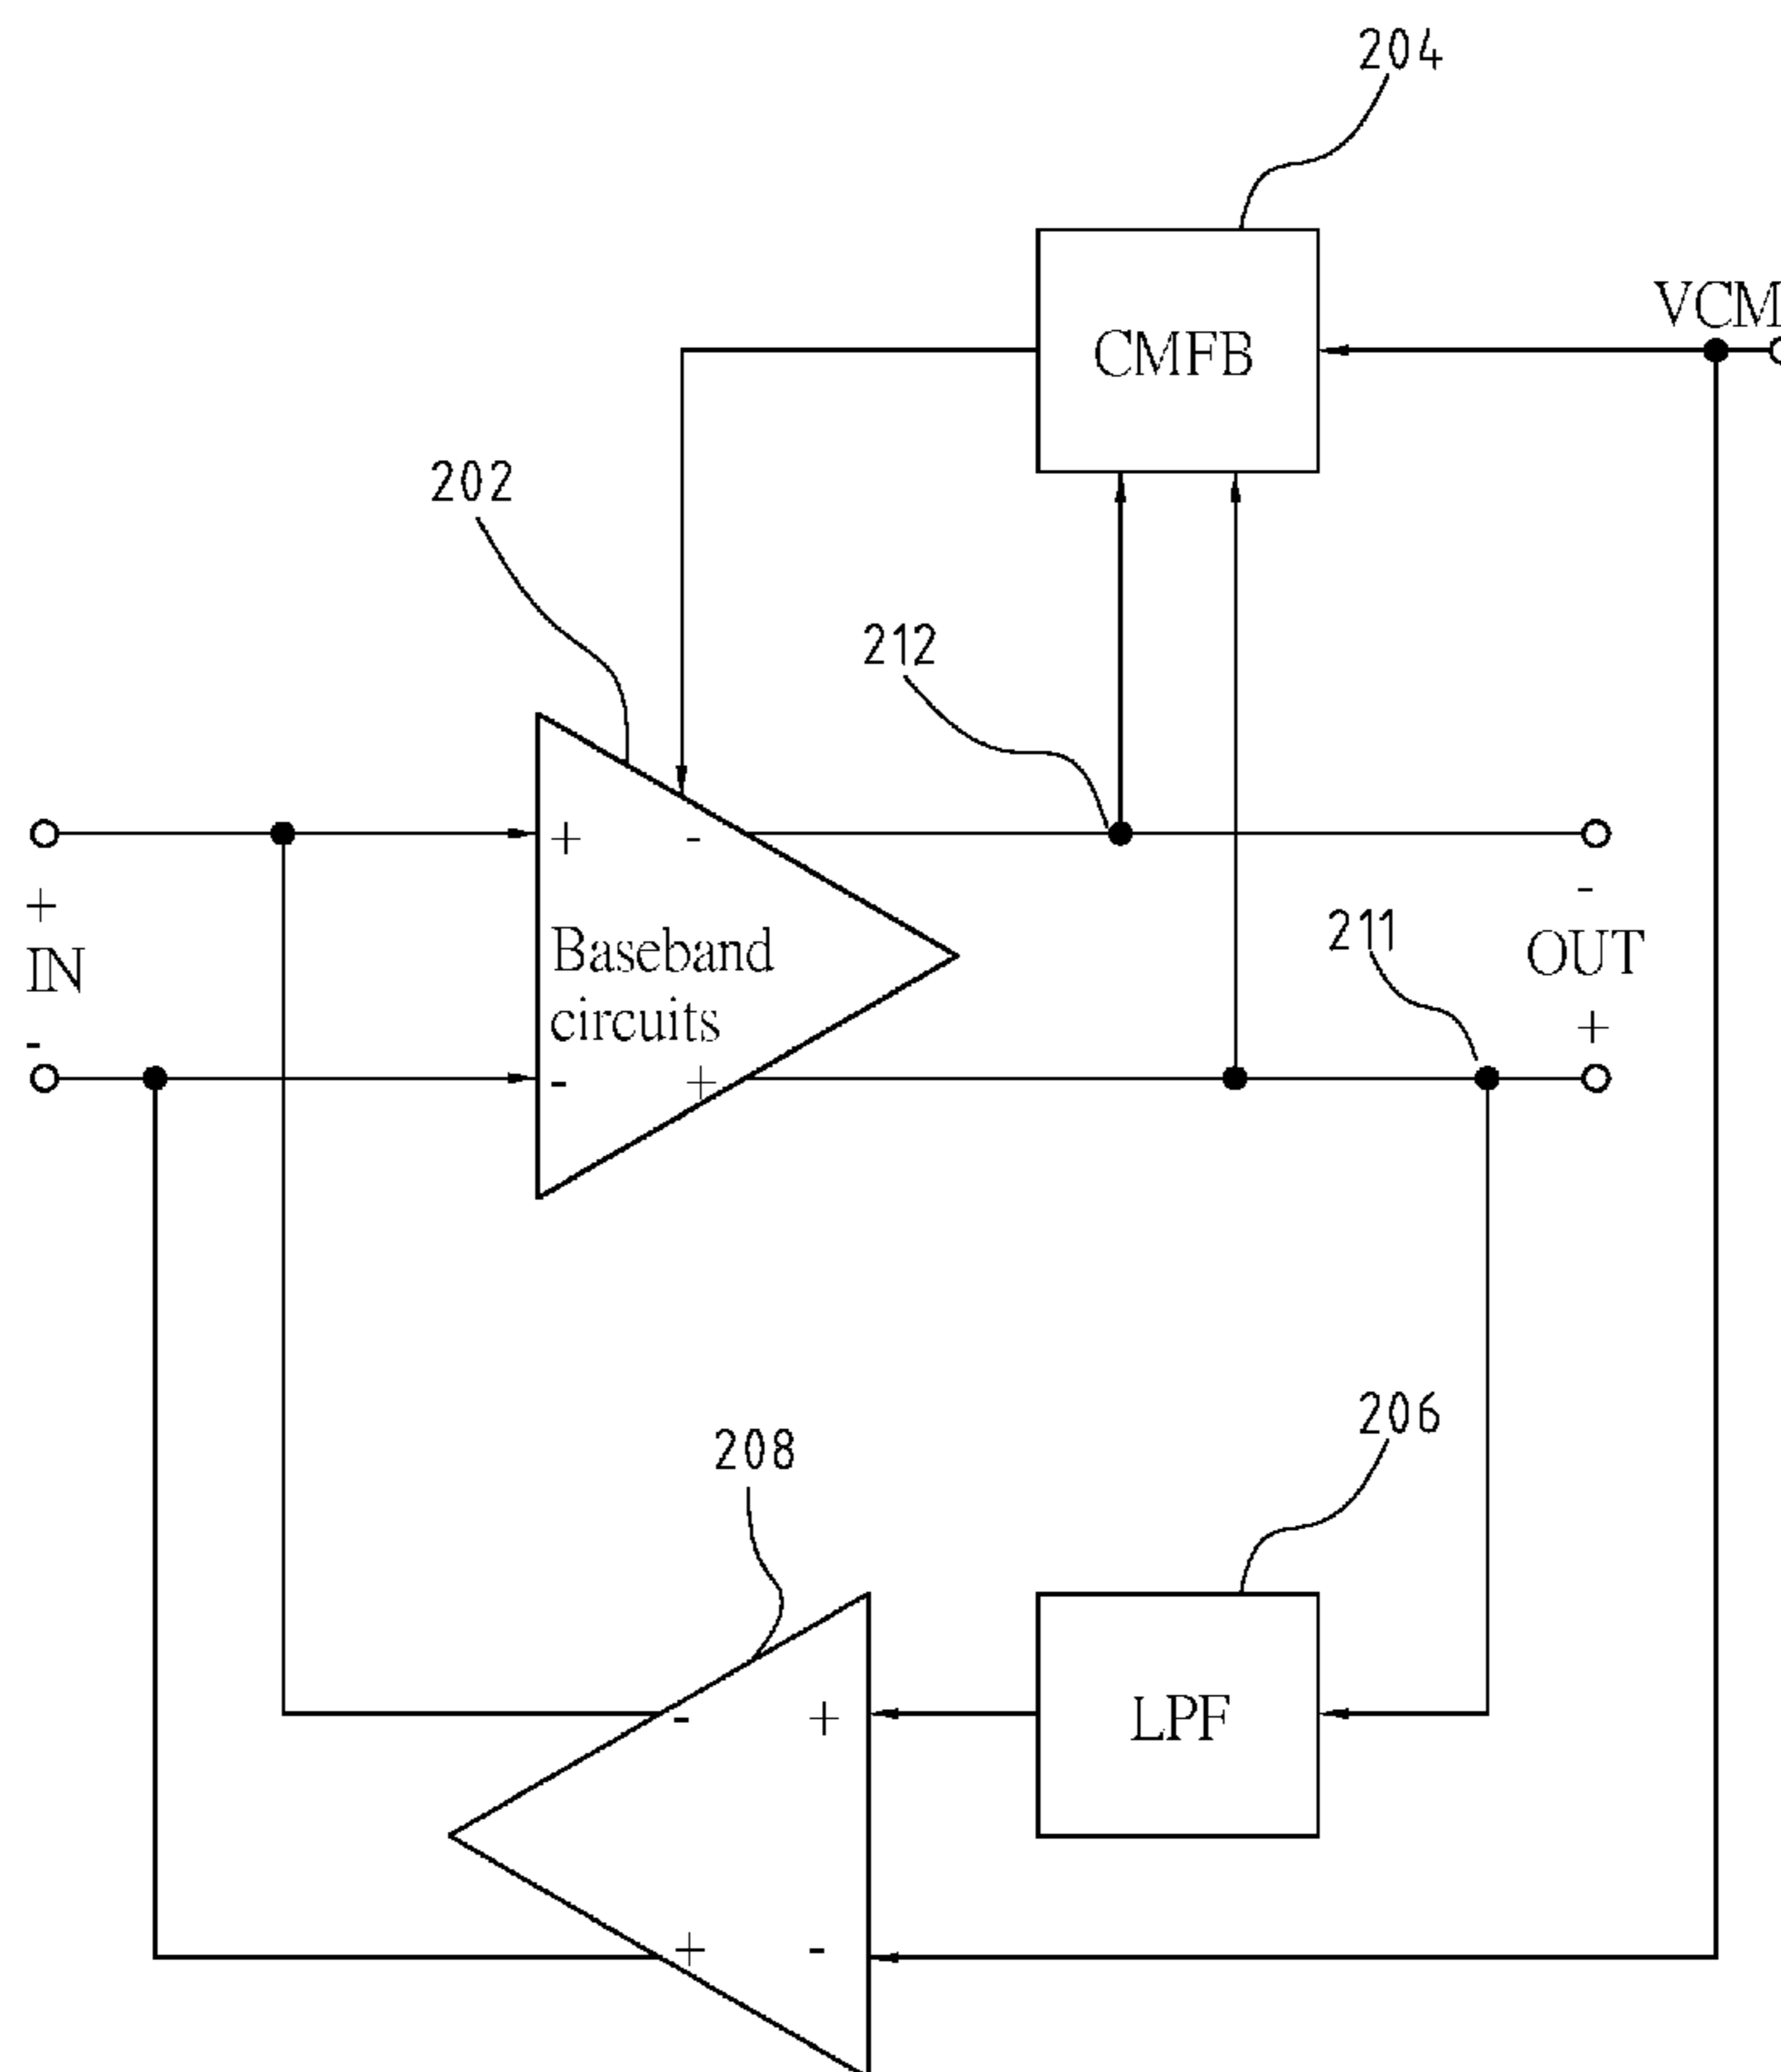 204
VCM
CMFB
202
212
+ -
+ - 
IN
Baseband
circuits
211
OUT
+
-
- +
208
206
- +
LPF
+ -